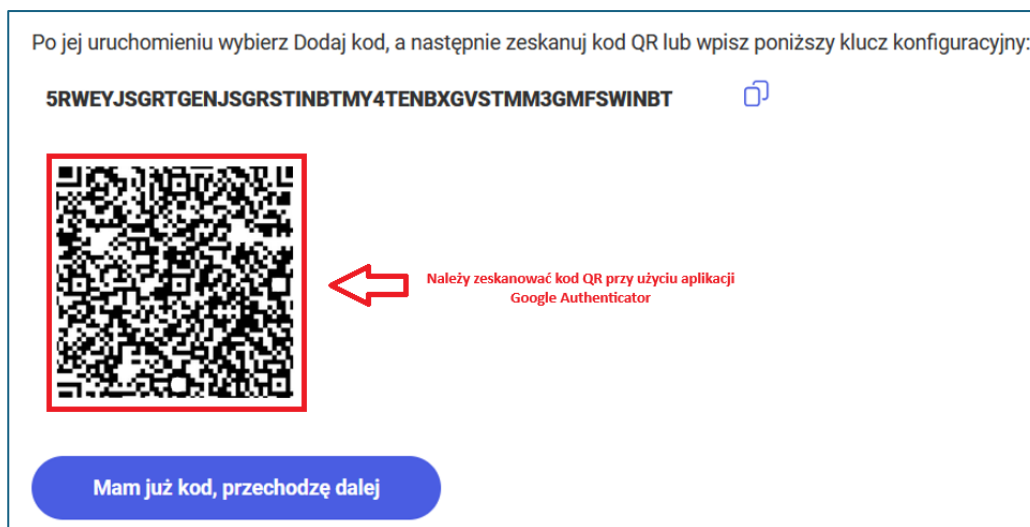 Po jej uruchomieniu wybierz Dodaj kod, a następnie zeskanuj kod QR lub wpisz poniższy klucz konfiguracyjny:
5RWEYJSGRTGENJSGRSTINBTMY4TENBXGVSTMM3GMFSWINBT
Należy zeskanować kod QR przy użyciu aplikacji
Google Authenticator
Mam już kod, przechodzę dalej